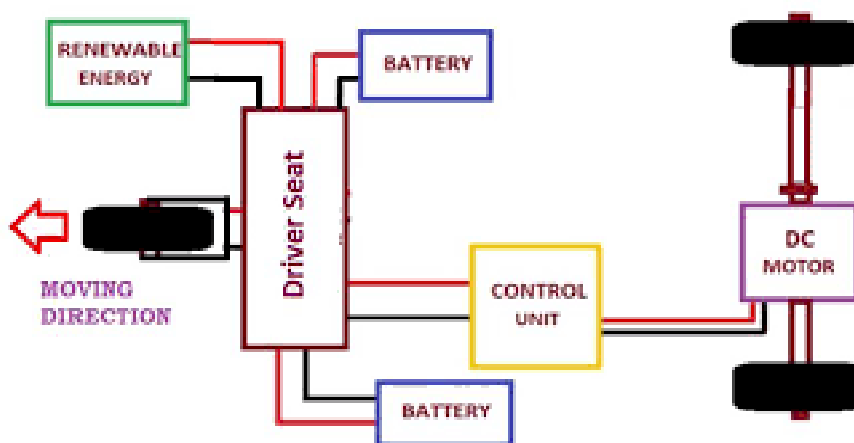 RENEWABLE
ENERGY
BATTERY
Driver Seat
MOVING
DIRECTION
CONTROL
UNIT
DC
MOTOR
BATTERY